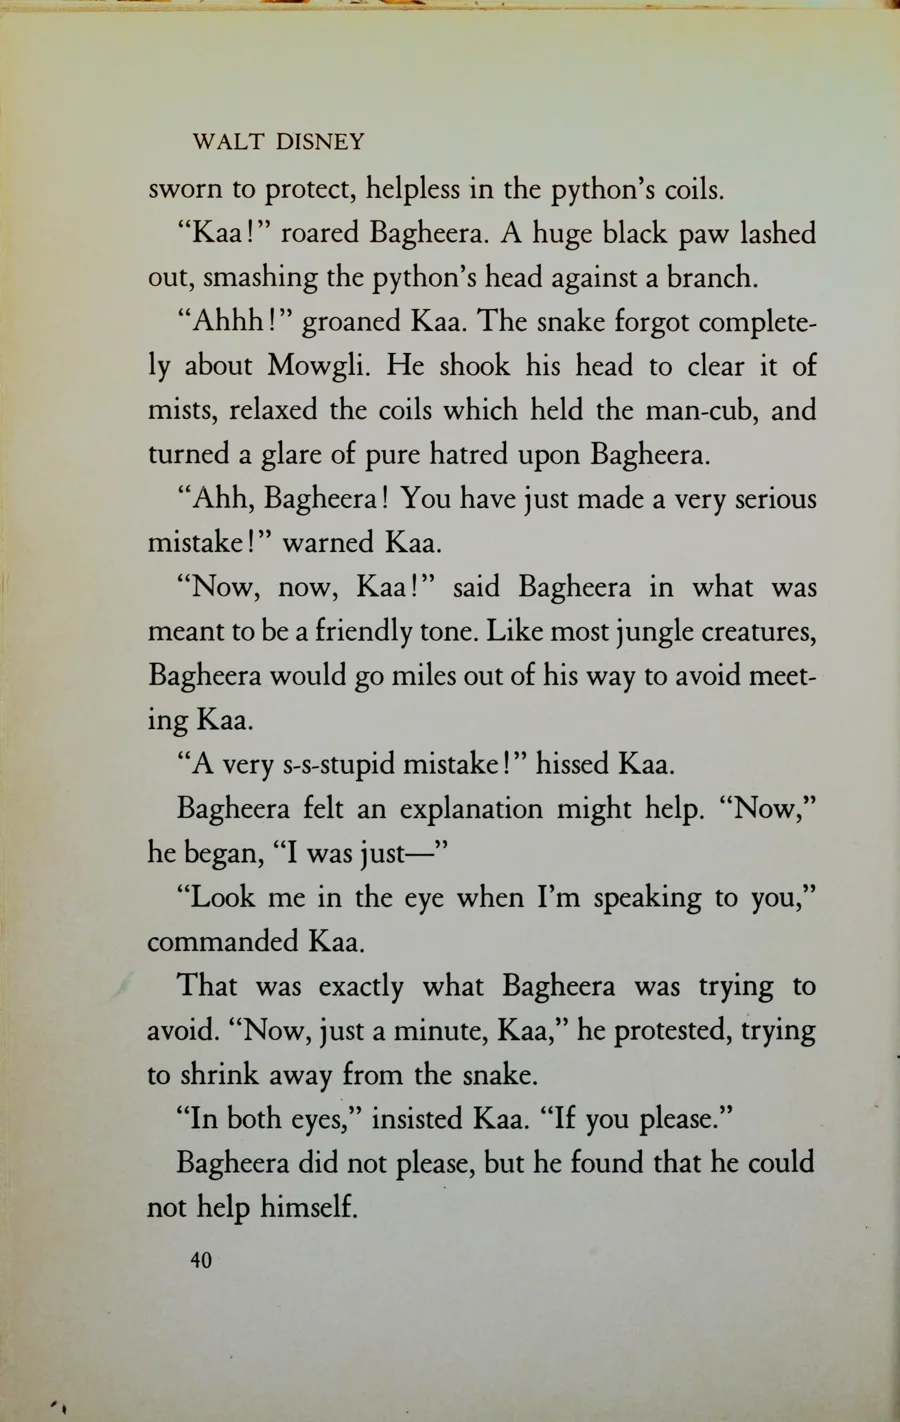 WALT DISNEY
sworn to protect, helpless in the python's coils.
“Kaa!” roared Bagheera. A huge black paw lashed
out, smashing the python's head against a branch.
“Ahhh!” groaned Kaa. The snake forgot complete-
ly about Mowgli. He shook his head to clear it of
mists, relaxed the coils which held the man-cub, and
turned a glare of pure hatred upon Bagheera.
“Ahh, Bagheera! You have just made a very serious
mistake!” warned Kaa.
“Now, now, Kaa!” said Bagheera in what was
meant to be a friendly tone. Like most jungle creatures,
Bagheera would go miles out of his way to avoid meet-
ing Kaa.
“A very s-s-stupid mistake!” hissed Kaa.
Bagheera felt an explanation might help. “Now,”
he began, “I was just—”
“Look me in the eye when I'm speaking to you,”
commanded Kaa.
That was exactly what Bagheera was trying to
avoid. “Now, just a minute, Kaa,” he protested, trying
to shrink away from the snake.
“In both eyes,” insisted Kaa. “If you please.”
Bagheera did not please, but he found that he could
not help himself.
40